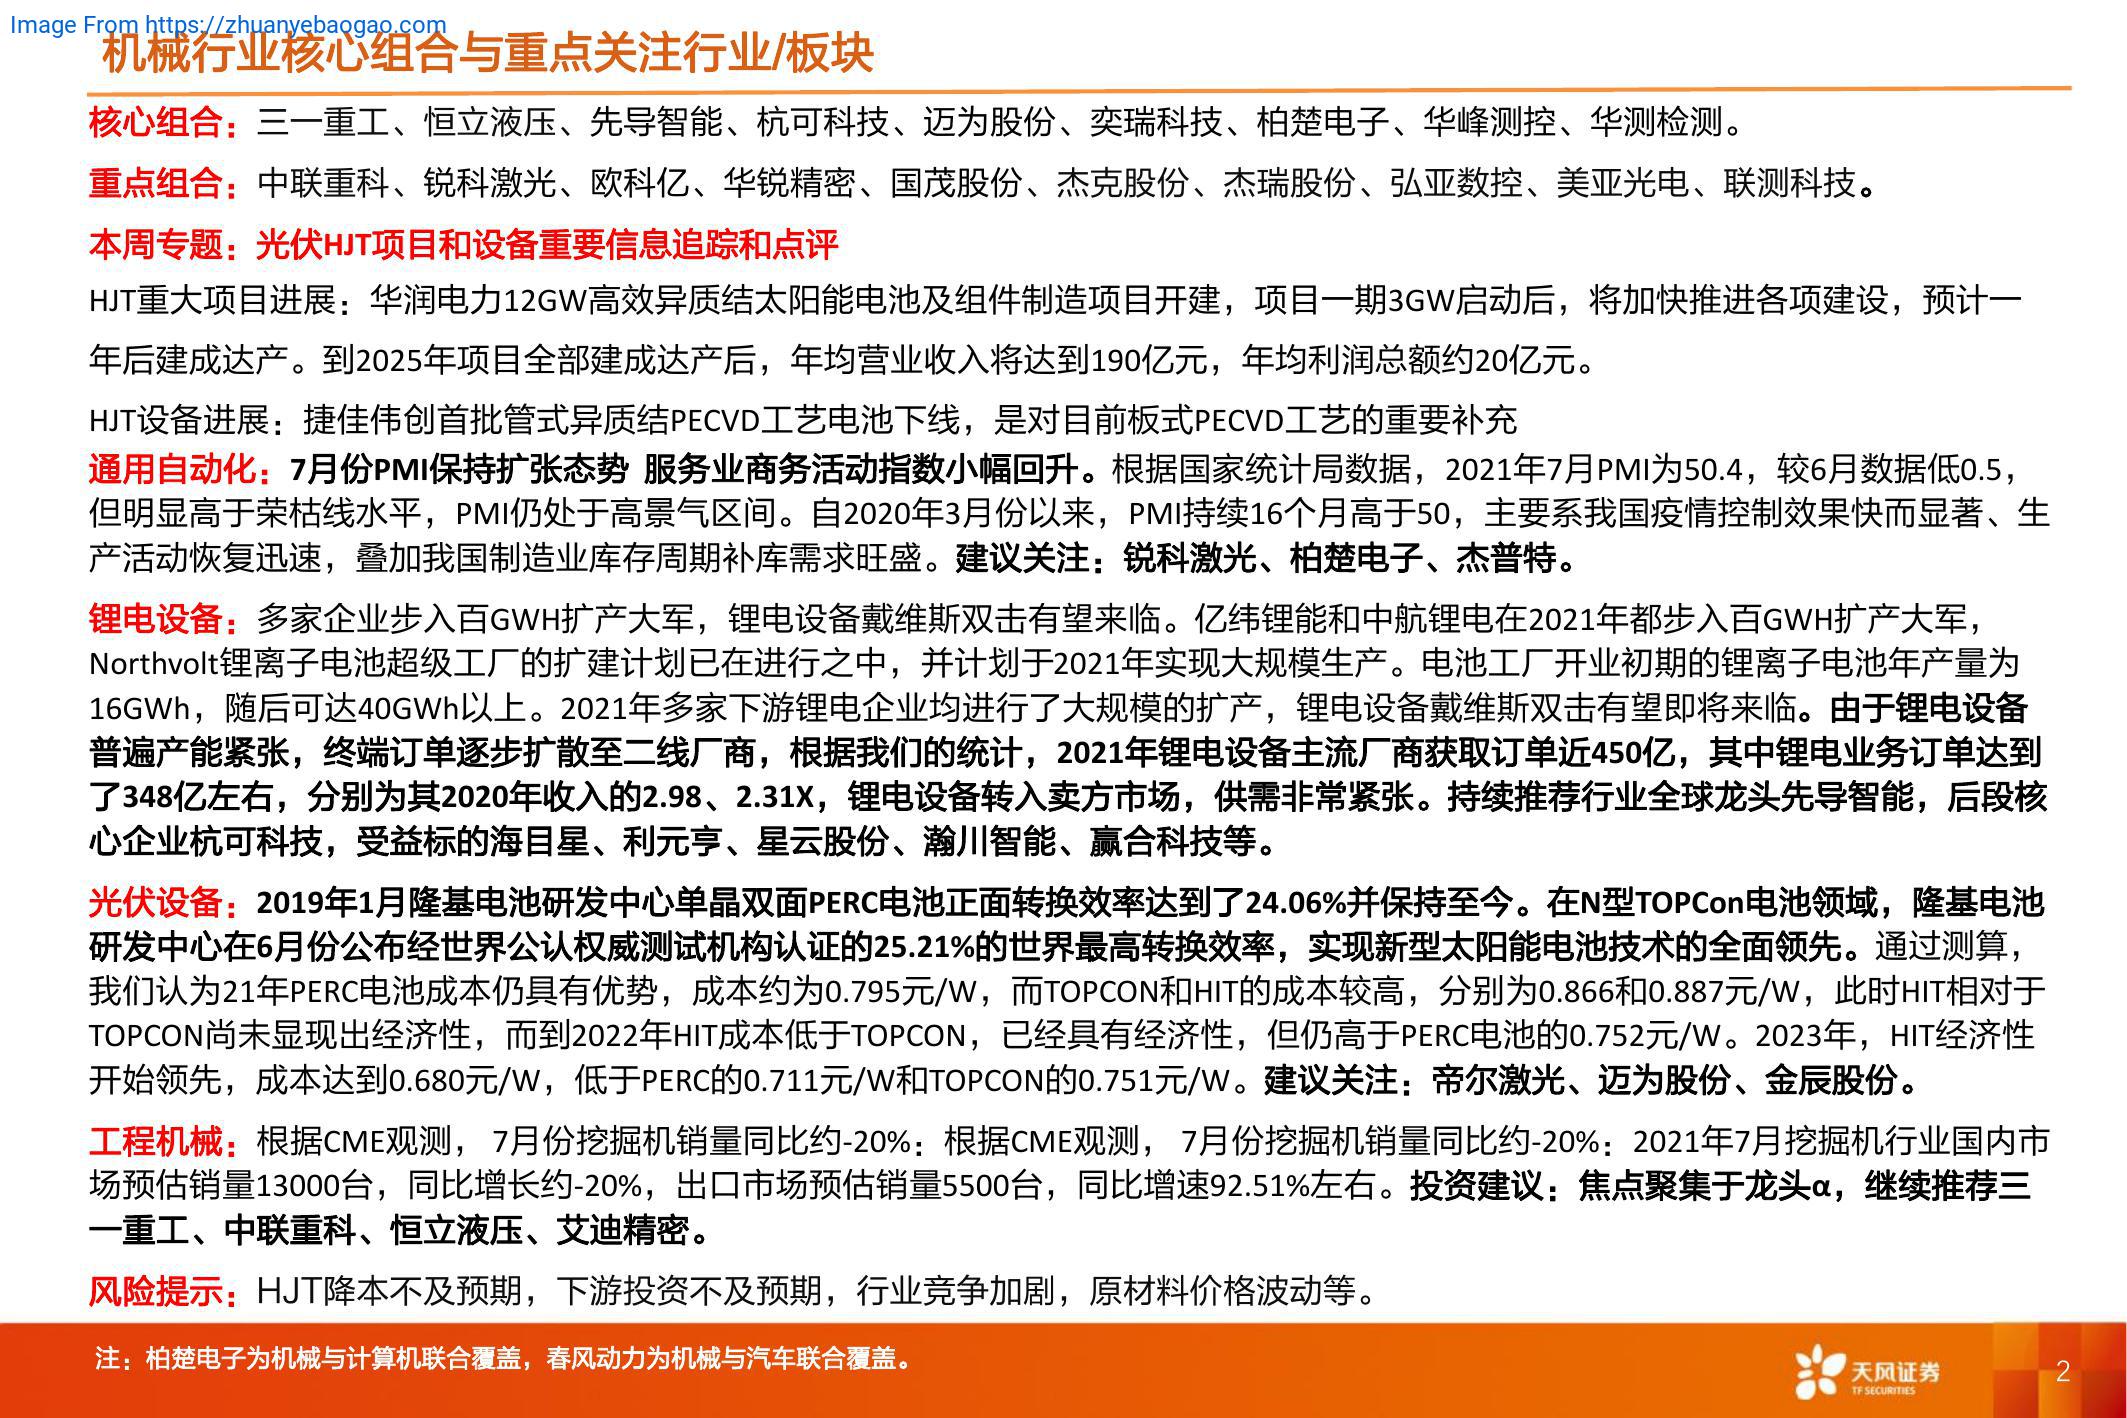 Image From https://zhuanyebaogao.com
机械行业核心组合与重点关注行业/板块
核心组合：三一重工、恒立液压、先导智能、杭可科技、迈为股份、奕瑞科技、柏楚电子、华峰测控、华测检测。
重点组合：中联重科、锐科激光、欧科亿、华锐精密、国茂股份、杰克股份、杰瑞股份、弘亚数控、美亚光电、联测科技。
本周专题：光伏HJT项目和设备重要信息追踪和点评
HJT重大项目进展：华润电力12GW高效异质结太阳能电池及组件制造项目开建，项目一期3GW启动后，将加快推进各项建设，预计一
年后建成达产。到2025年项目全部建成达产后，年均营业收入将达到190亿元，年均利润总额约20亿元。
HJT设备进展：捷佳伟创首批管式异质结PECVD工艺电池下线，是对目前板式PECVD工艺的重要补充
通用自动化：7月份PMI保持扩张态势 服务业商务活动指数小幅回升。根据国家统计局数据，2021年7月PMI为50.4，较6月数据低0.5，
但明显高于荣枯线水平，PMI仍处于高景气区间。自2020年3月份以来，PMI持续16个月高于50，主要系我国疫情控制效果快而显著、生
产活动恢复迅速，叠加我国制造业库存周期补库需求旺盛。建议关注：锐科激光、柏楚电子、杰普特。
锂电设备：多家企业步入百GWH扩产大军，锂电设备戴维斯双击有望来临。亿纬锂能和中航锂电在2021年都步入百GWH扩产大军，
Northvolt锂离子电池超级工厂的扩建计划已在进行之中，并计划于2021年实现大规模生产。电池工厂开业初期的锂离子电池年产量为
16GWh，随后可达40GWh以上。2021年多家下游锂电企业均进行了大规模的扩产，锂电设备戴维斯双击有望即将来临。由于锂电设备
普遍产能紧张，终端订单逐步扩散至二线厂商，根据我们的统计，2021年锂电设备主流厂商获取订单近450亿，其中锂电业务订单达到
了348亿左右，分别为其2020年收入的2.98、2.31X，锂电设备转入卖方市场，供需非常紧张。持续推荐行业全球龙头先导智能，后段核
心企业杭可科技，受益标的海目星、利元亨、星云股份、瀚川智能、赢合科技等。
光伏设备：2019年1月隆基电池研发中心单晶双面PERC电池正面转换效率达到了24.06%并保持至今。在N型TOPCon电池领域，隆基电池
研发中心在6月份公布经世界公认权威测试机构认证的25.21%的世界最高转换效率，实现新型太阳能电池技术的全面领先。通过测算，
我们认为21年PERC电池成本仍具有优势，成本约为0.795元/W，而TOPCON和HIT的成本较高，分别为0.866和0.887元/W，此时HIT相对于
TOPCON尚未显现出经济性，而到2022年HIT成本低于TOPCON，已经具有经济性，但仍高于PERC电池的0.752元/W。2023年，HIT经济性
开始领先，成本达到0.680元/W，低于PERC的0.711元/W和TOPCON的0.751元/W。建议关注：帝尔激光、迈为股份、金辰股份。
工程机械：根据CME观测， 7月份挖掘机销量同比约-20%：根据CME观测， 7月份挖掘机销量同比约-20%：2021年7月挖掘机行业国内市
场预估销量13000台，同比增长约-20%，出口市场预估销量5500台，同比增速92.51%左右。投资建议：焦点聚集于龙头α，继续推荐三
一重工、中联重科、恒立液压、艾迪精密。
风险提示：HJT降本不及预期，下游投资不及预期，行业竞争加剧，原材料价格波动等。
注：柏楚电子为机械与计算机联合覆盖，春风动力为机械与汽车联合覆盖。
天风证券
TF SECURITIES
2